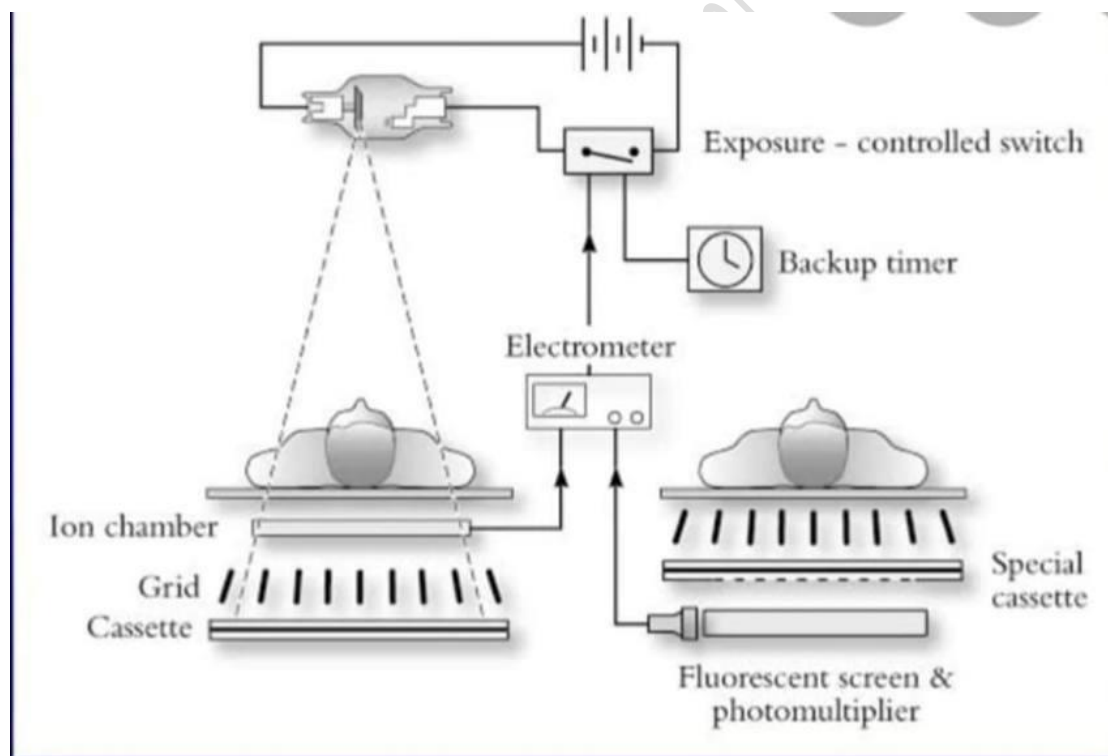 Exposure - controlled switch
Backup timer
Electrometer
Ion chamber
Grid
Cassette
Special
cassette
Fluorescent screen &
photomultiplier